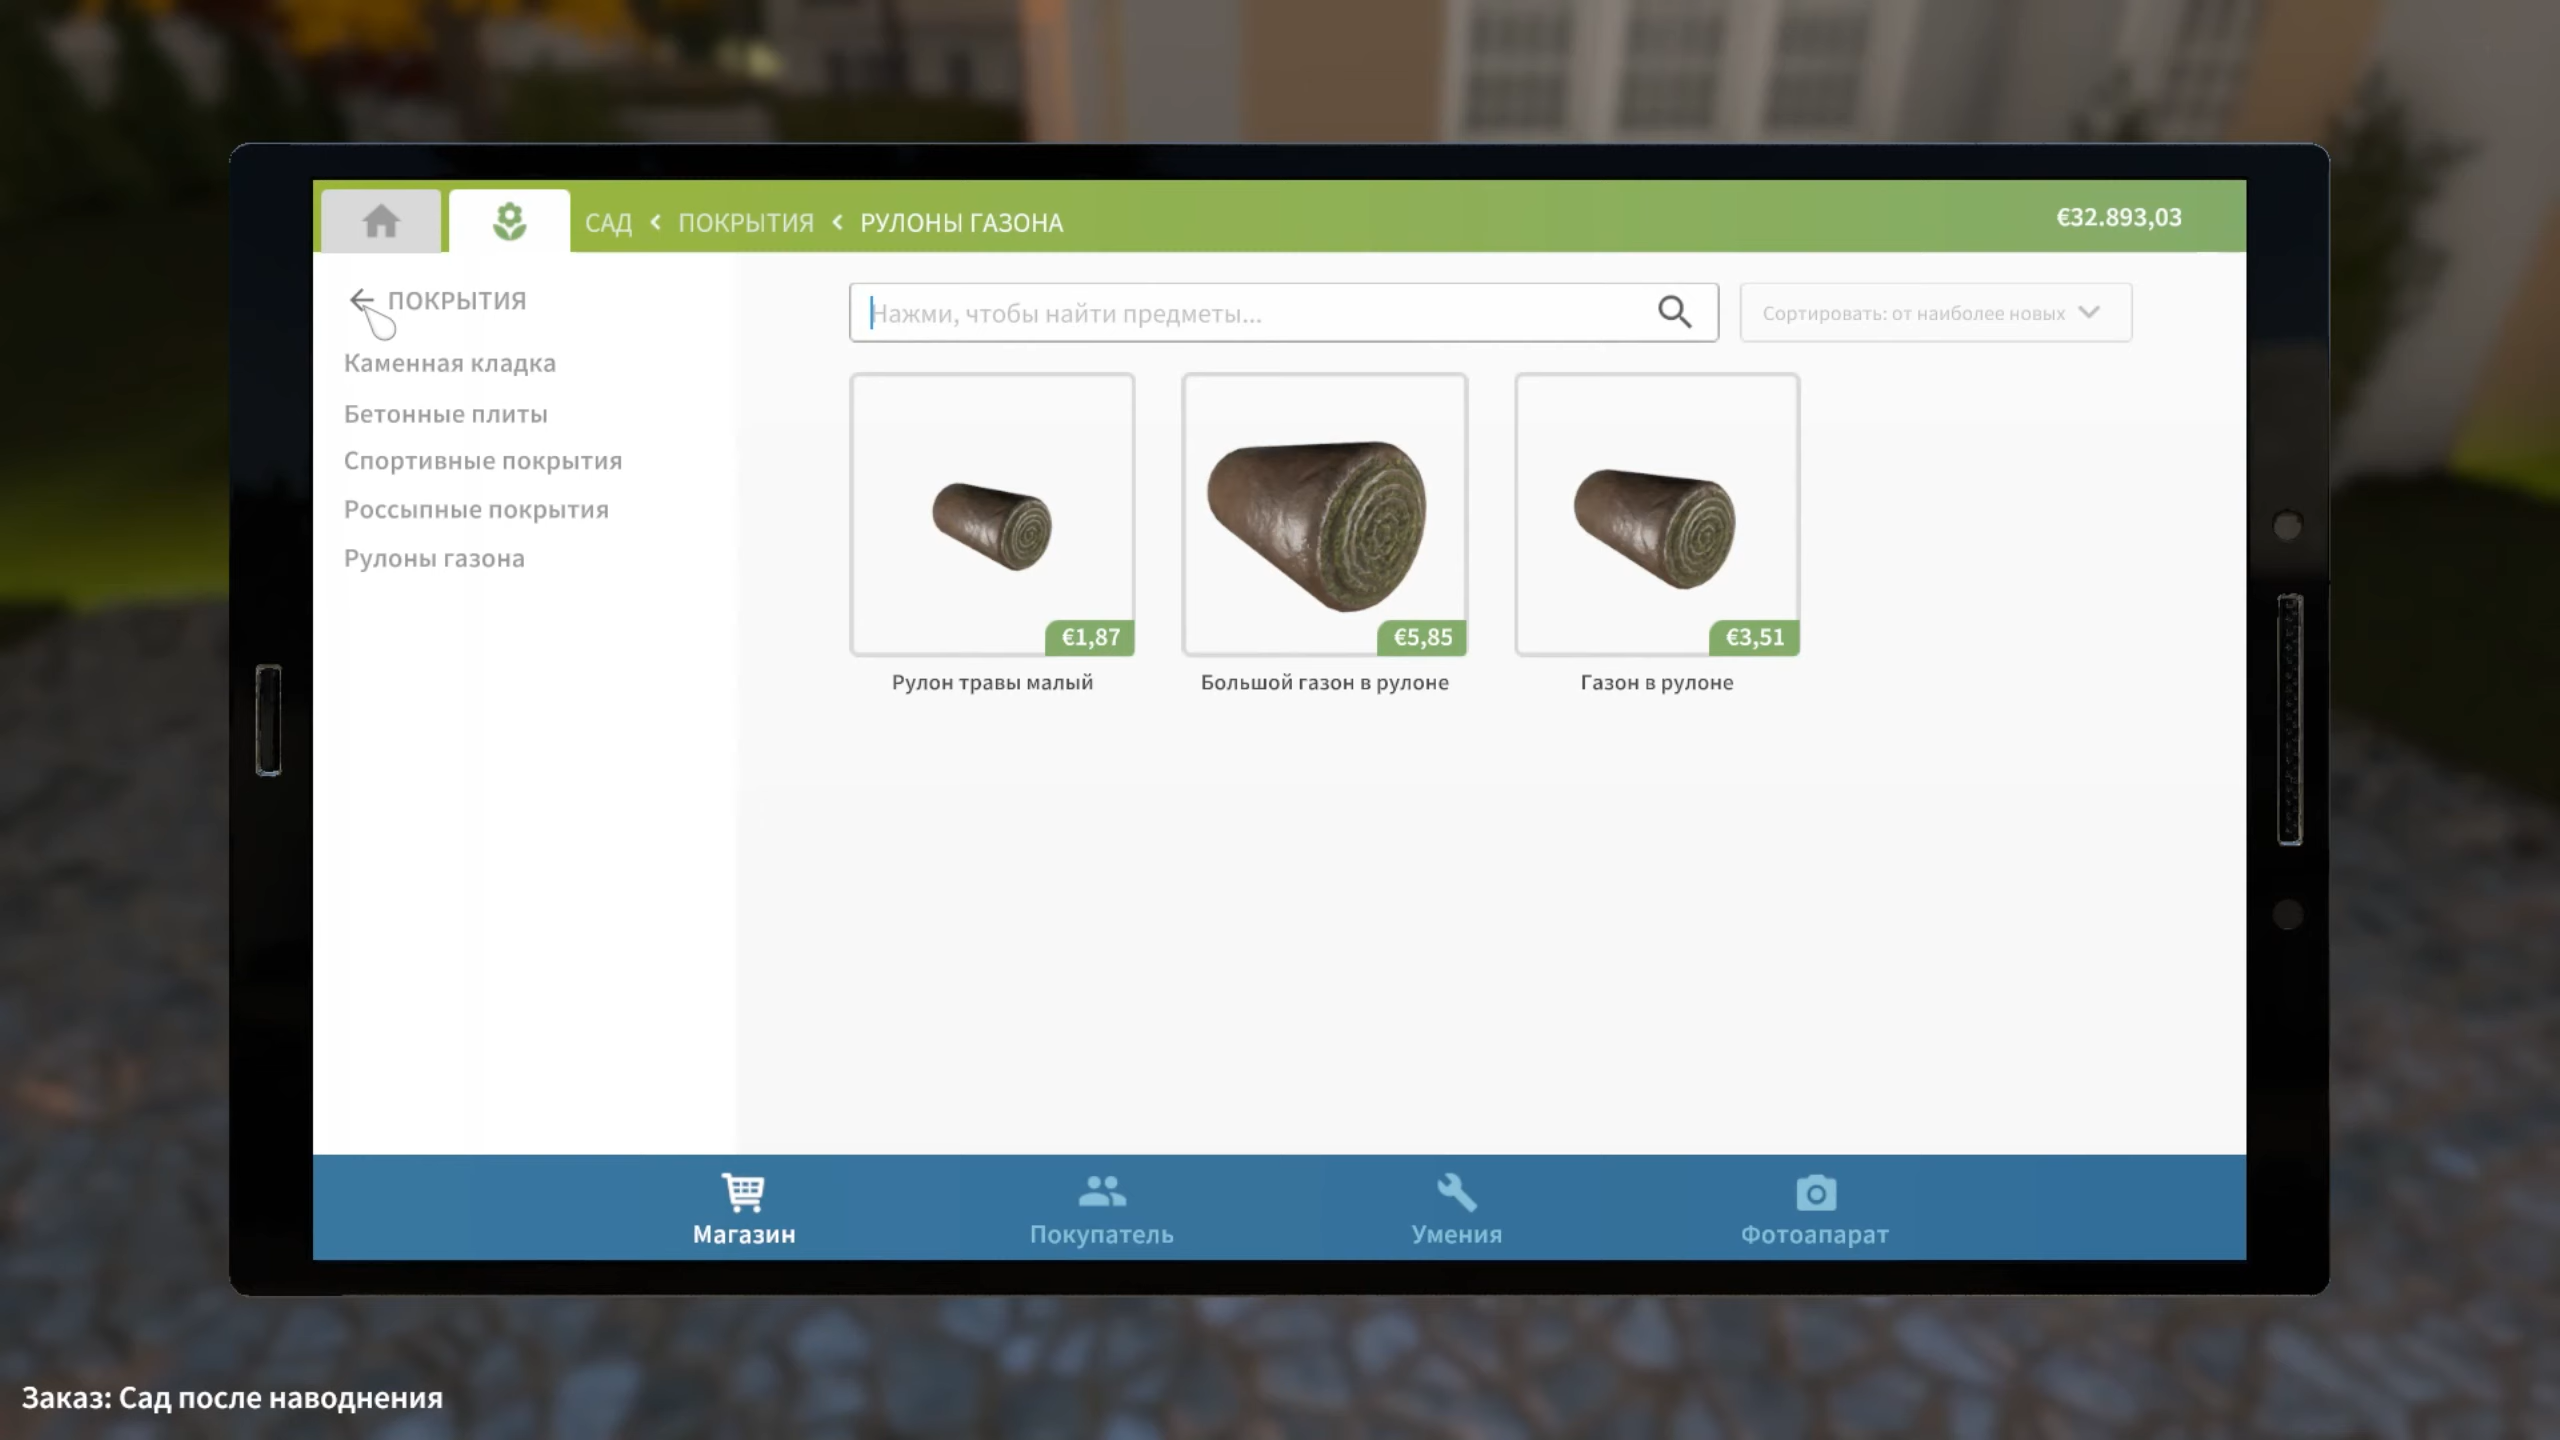 САД < ПОКРЫТИЯ < РУЛОНЫ ГАЗОНА
€32.893,03
ПОКРЫТИЯ
Каменная кладка
Бетонные плиты
Спортивные покрытия
Россыпные покрытия
Рулоны газона
Нажми, чтобы найти предметы...
Сортировать: от наиболее новых
€1,87
€5,85
€3,51
Рулон травы малый
Большой газон в рулоне
Газон в рулоне
Магазин
Покупатель
Умения
Фотоапарат
Заказ: Сад после наводнения